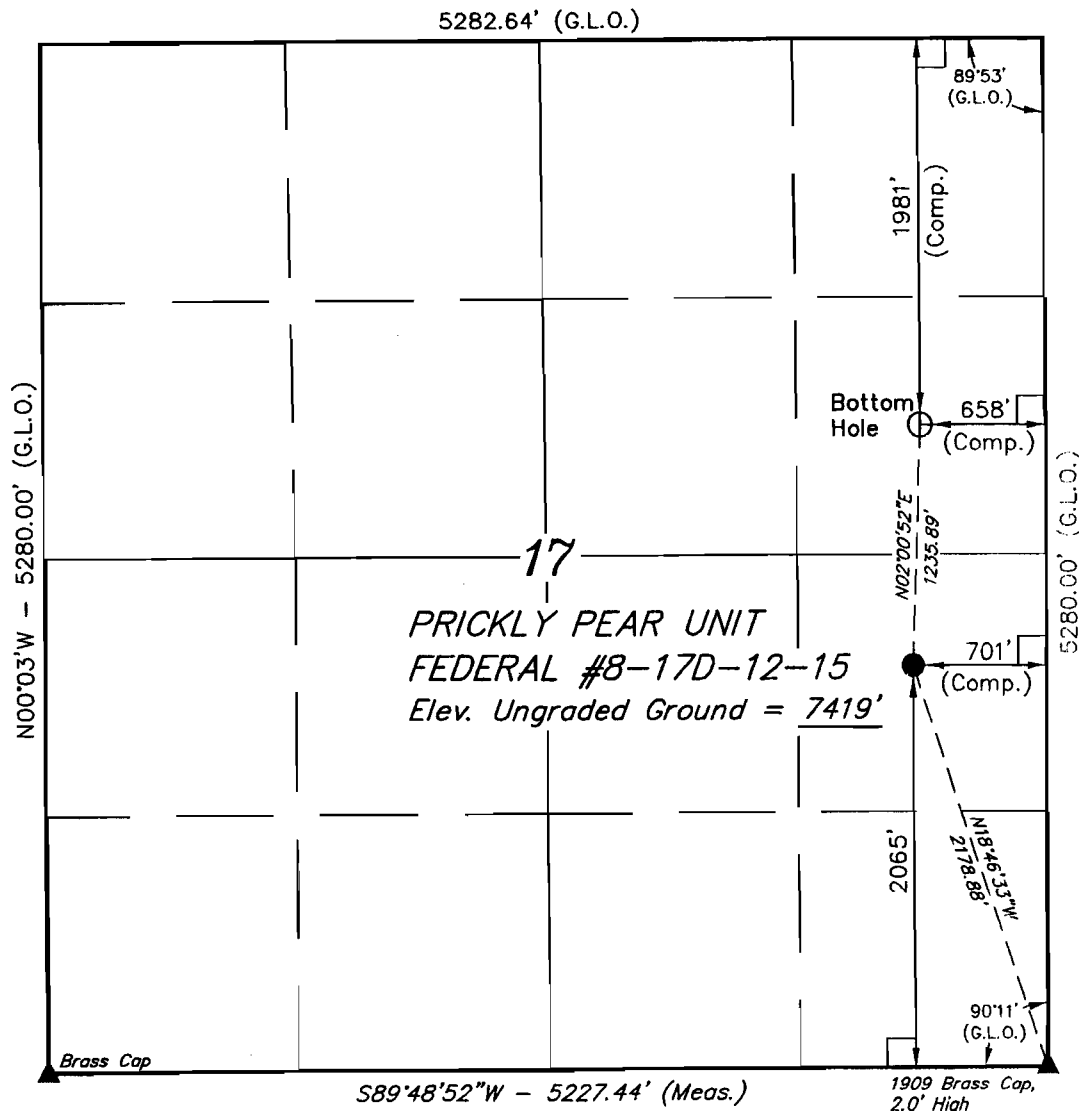 5282.64' (G.L.O.)
89°53'
(G.L.O.)
1981'
(Comp.)
N00°03'W - 5280.00' (G.L.O.)
Bottom
Hole
658'
(Comp.)
5280.00' (G.L.O.)
N02°00'52"E
1235.89'
17
PRICKLY PEAR UNIT
FEDERAL #8-17D-12-15
Elev. Ungraded Ground = 7419'
701'
(Comp.)
2065'
N18°46'33"W
2178.88'
90°11'
(G.L.O.)
Brass Cap
S89°48'52"W - 5227.44' (Meas.)
1909 Brass Cap,
2.0' High